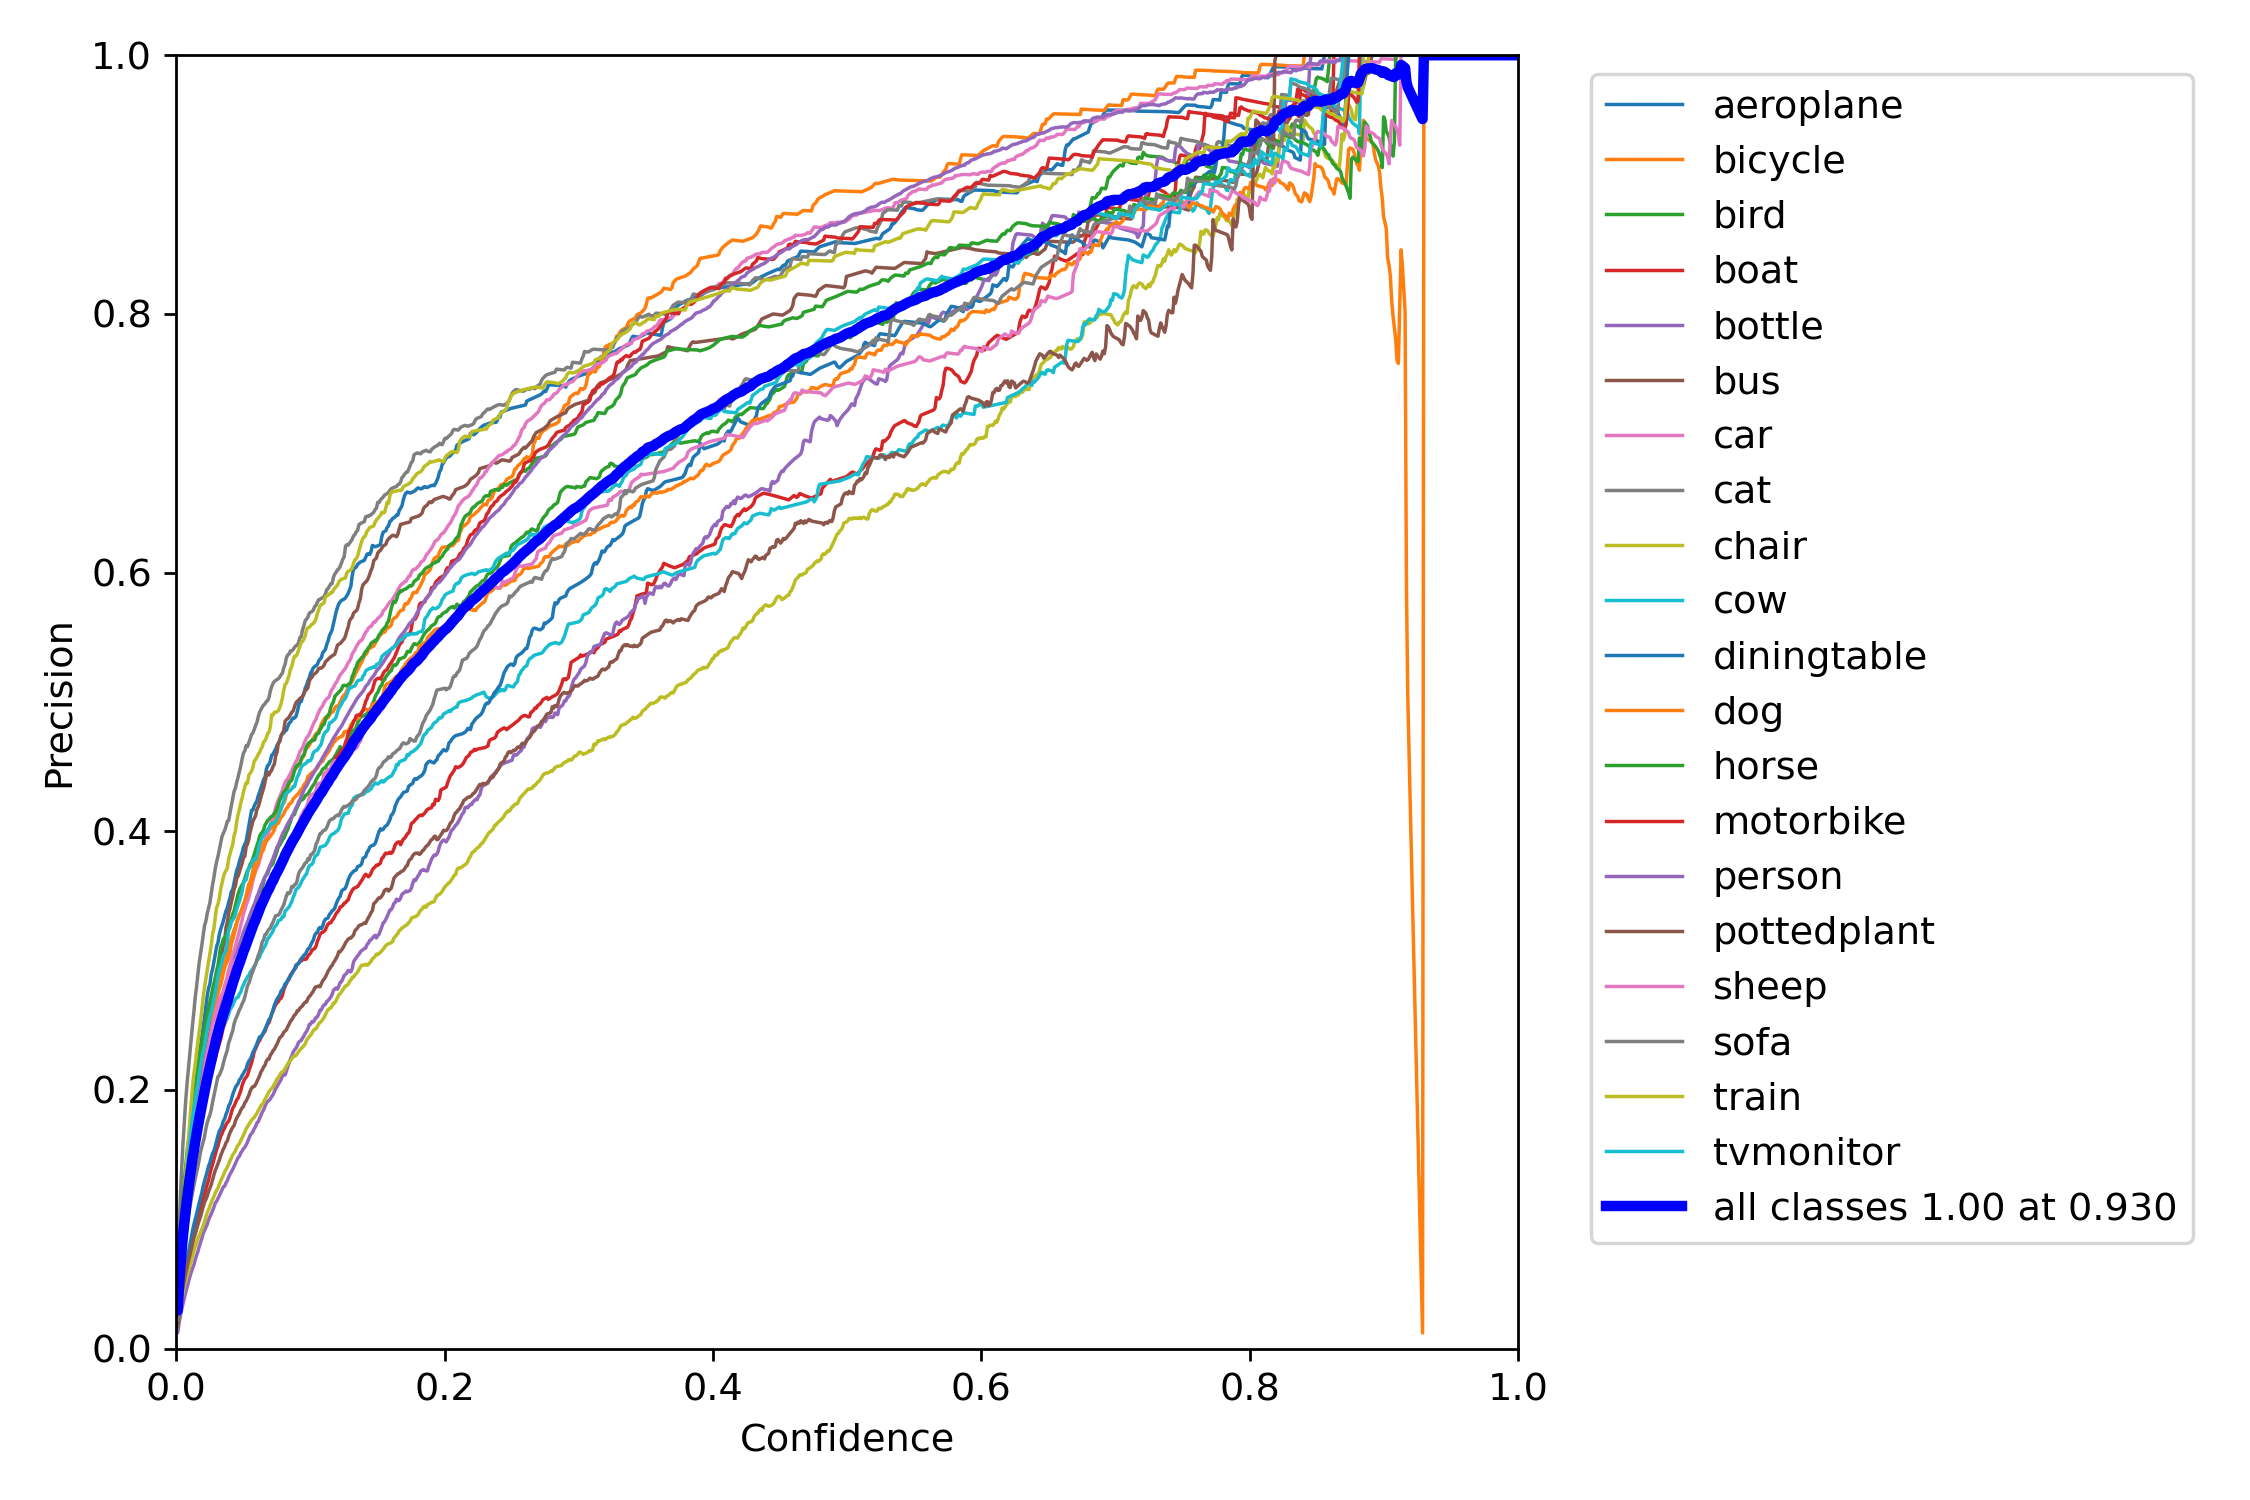 1.0
0.8
0.6
0.4
0.2
0.0
Precision
0.0 0.2 0.4 0.6 0.8 1.0
Confidence
aeroplane
bicycle
bird
boat
bottle
bus
car
cat
chair
cow
diningtable
dog
horse
motorbike
person
pottedplant
sheep
sofa
train
tvmonitor
all classes 1.00 at 0.930